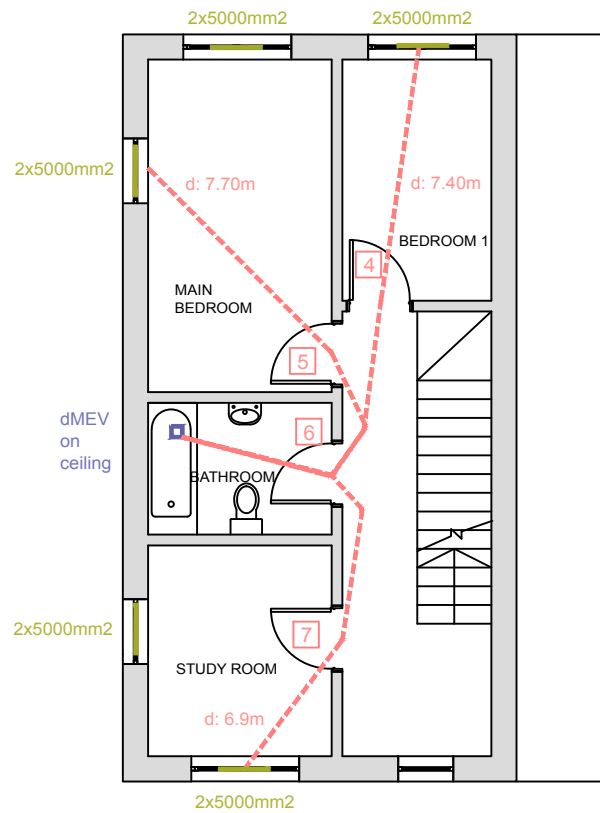 2x5000mm2
2x5000mm2
2x5000mm2
d: 7.70m
d: 7.40m
BEDROOM 1
4
MAIN
BEDROOM
5
dMEV
on
ceiling
6
BATHROOM
2x5000mm2
7
STUDY ROOM
d: 6.9m
2x5000mm2